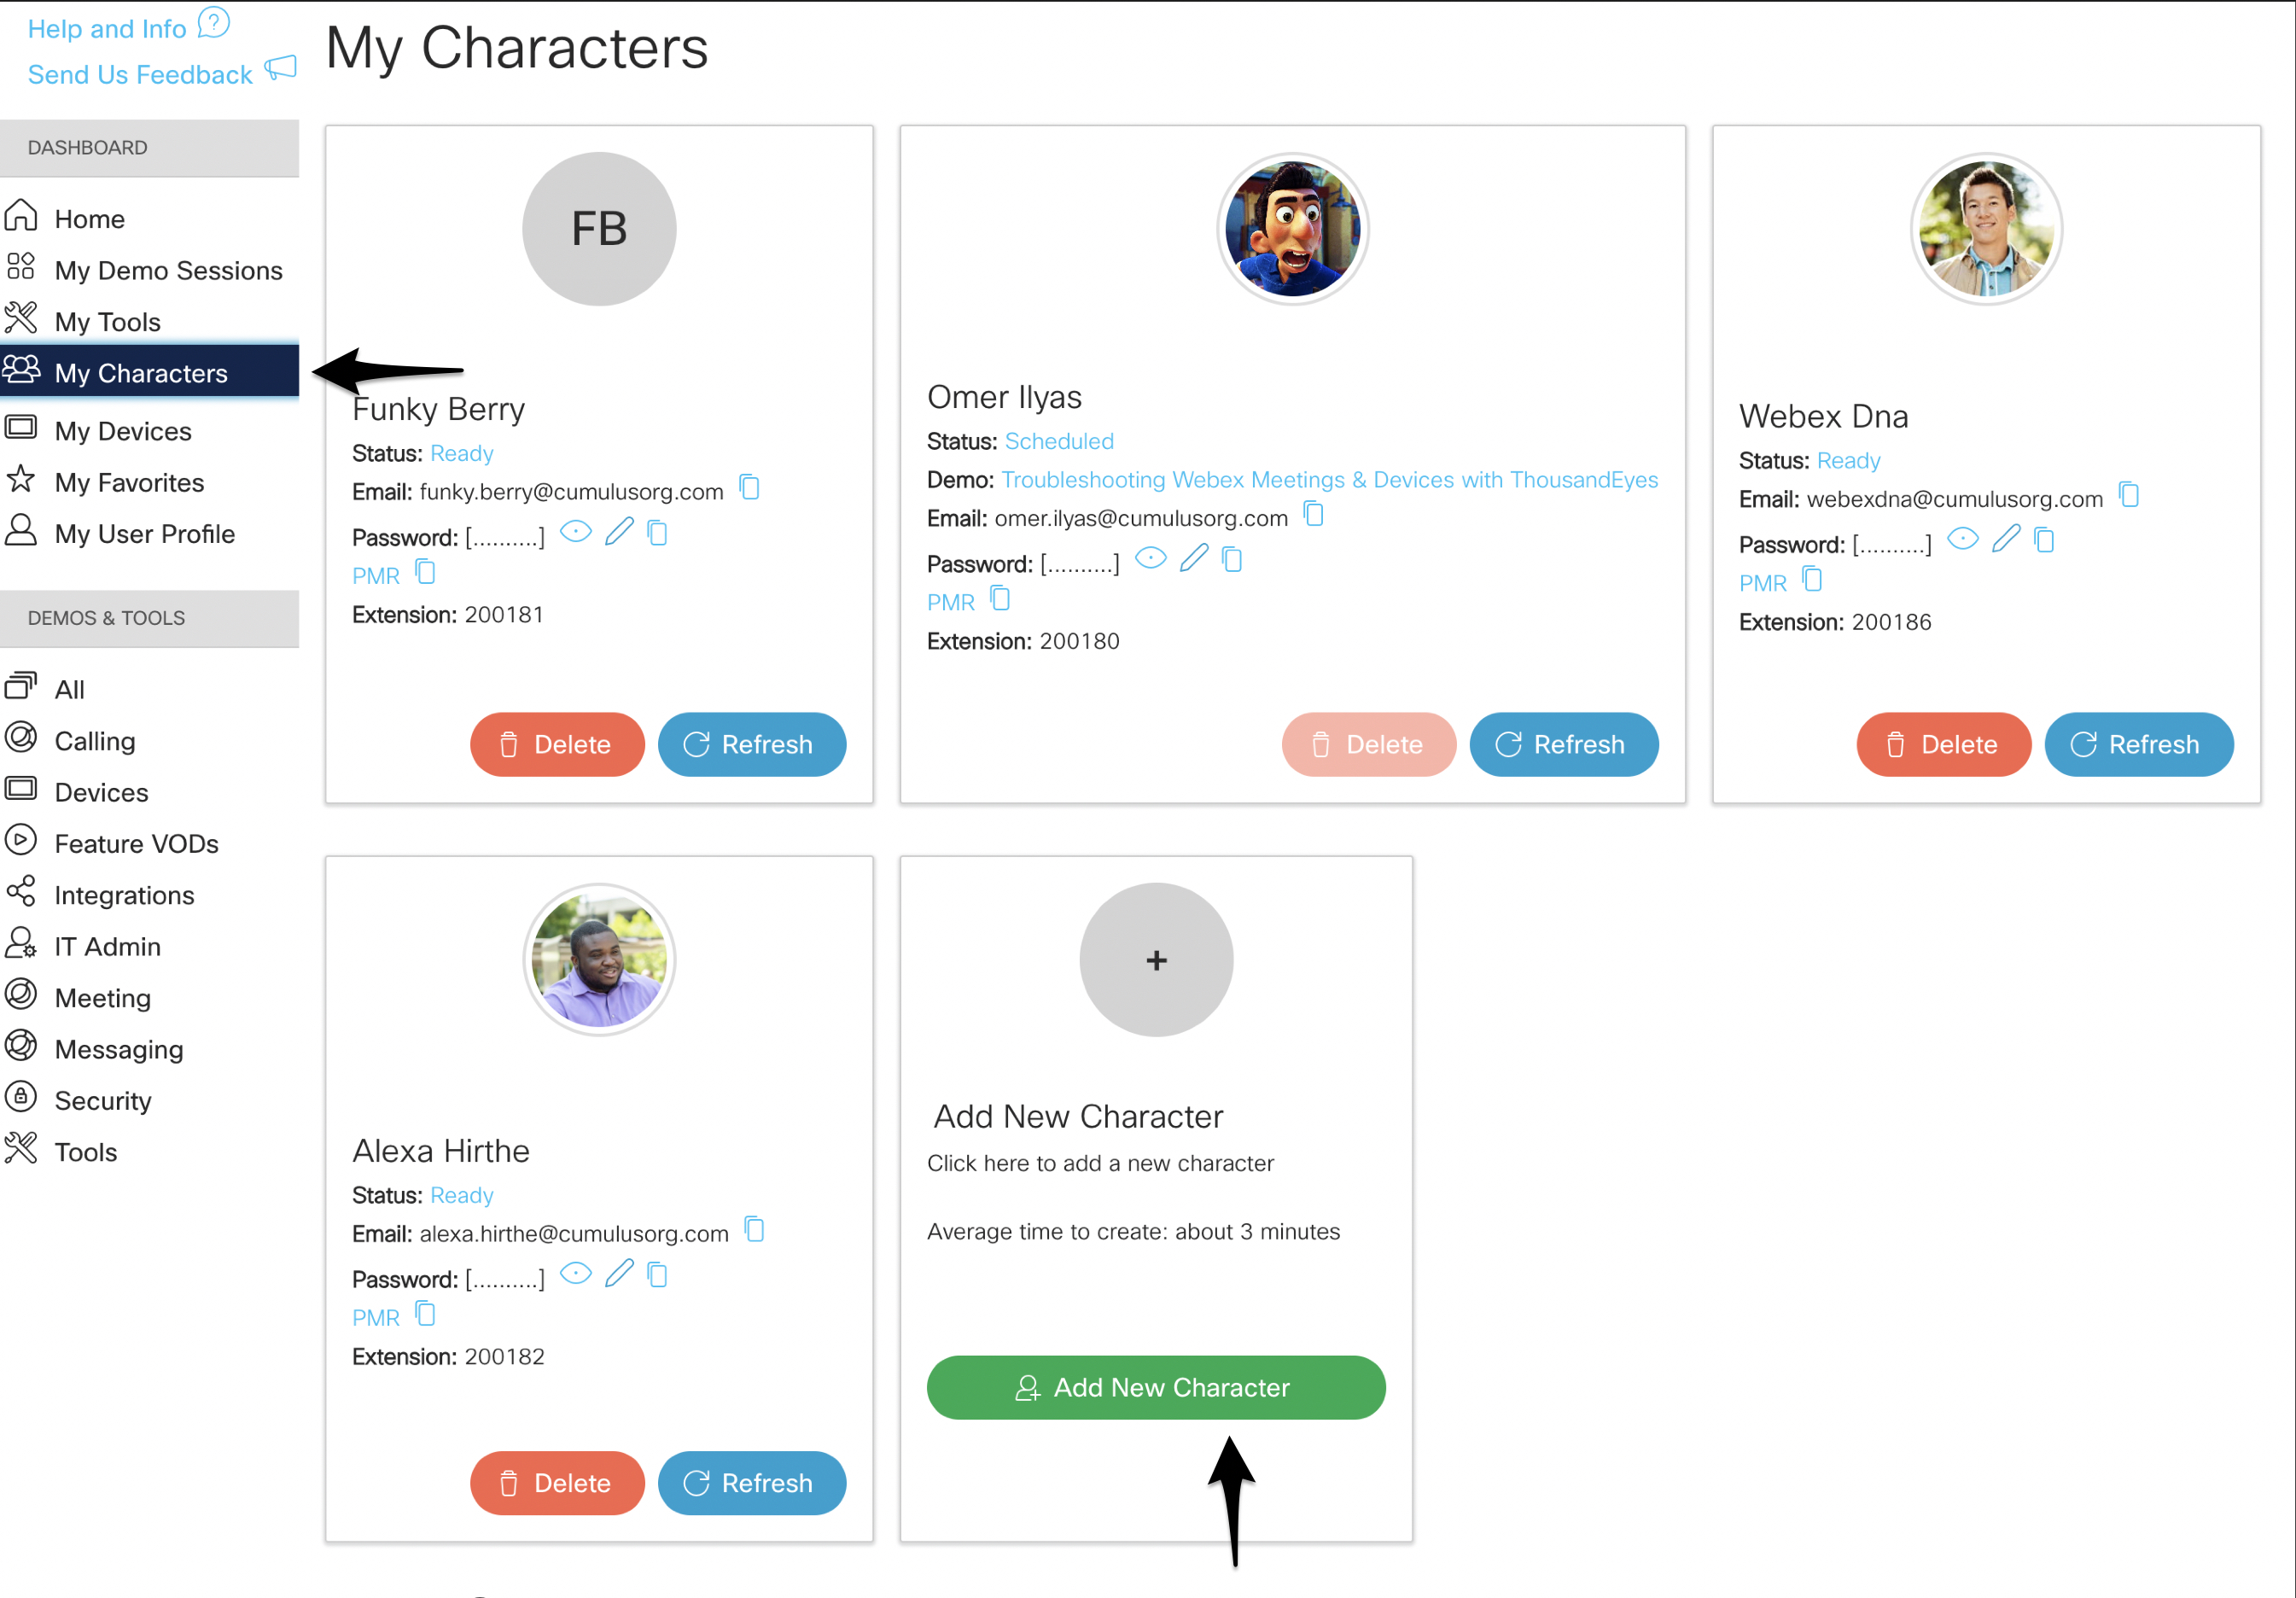 Help and Info
Send Us Feedback
My Characters
DASHBOARD
Home
My Demo Sessions
My Tools
My Characters
My Devices
My Favorites
My User Profile
DEMOS & TOOLS
All
Calling
Devices
Feature VODs
Integrations
IT Admin
Meeting
Messaging
Security
Tools
FB
Funky Berry
Status: Ready
Email: funky.berry@cumulusorg.com
Password: [..........]
PMR
Extension: 200181
Delete
Refresh
Omer Ilyas
Status: Scheduled
Demo: Troubleshooting Webex Meetings & Devices with ThousandEyes
Email: omer.ilyas@cumulusorg.com
Password: [..........]
PMR
Extension: 200180
Delete
Refresh
Webex Dna
Status: Ready
Email: webexdna@cumulusorg.com
Password: [..........]
PMR
Extension: 200186
Delete
Refresh
Alexa Hirthe
Status: Ready
Email: alexa.hirthe@cumulusorg.com
Password: [..........]
PMR
Extension: 200182
Delete
Refresh
+
Add New Character
Click here to add a new character
Average time to create: about 3 minutes
Add New Character